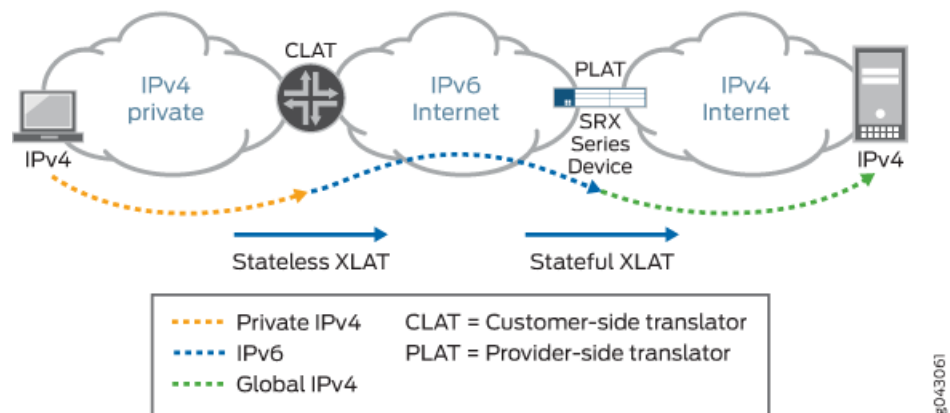 CLAT
IPv4
private
IPv6
Internet
PLAT
IPv4
Internet
IPv4
SRX
Series
Device
IPv4
Stateless XLAT
Stateful XLAT
Private IPv4
CLAT = Customer-side translator
IPv6
PLAT = Provider-side translator
Global IPv4
g043061